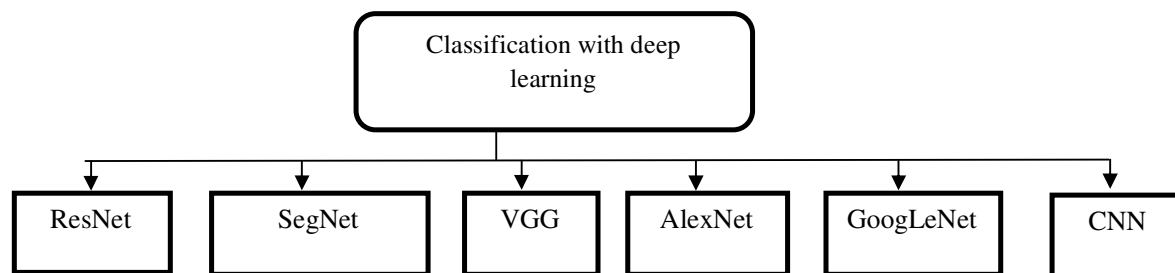 Classification with deep
learning
ResNet
SegNet
VGG
AlexNet
GoogLeNet
CNN